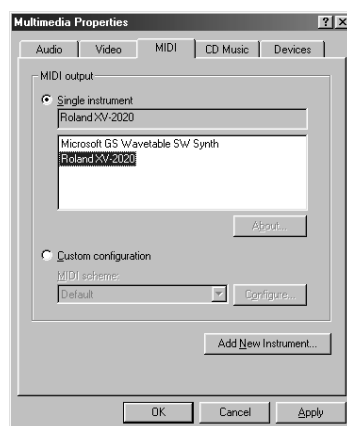 Multimedia Properties
Audio Video MIDI CD Music Devices
MIDI output
Single instrument
Roland XV-2020
Microsoft GS Wavetable SW Synth
Roland XV-2020
About...
Custom configuration
MIDI scheme:
Default Configure...
Add New Instrument...
OK Cancel Apply